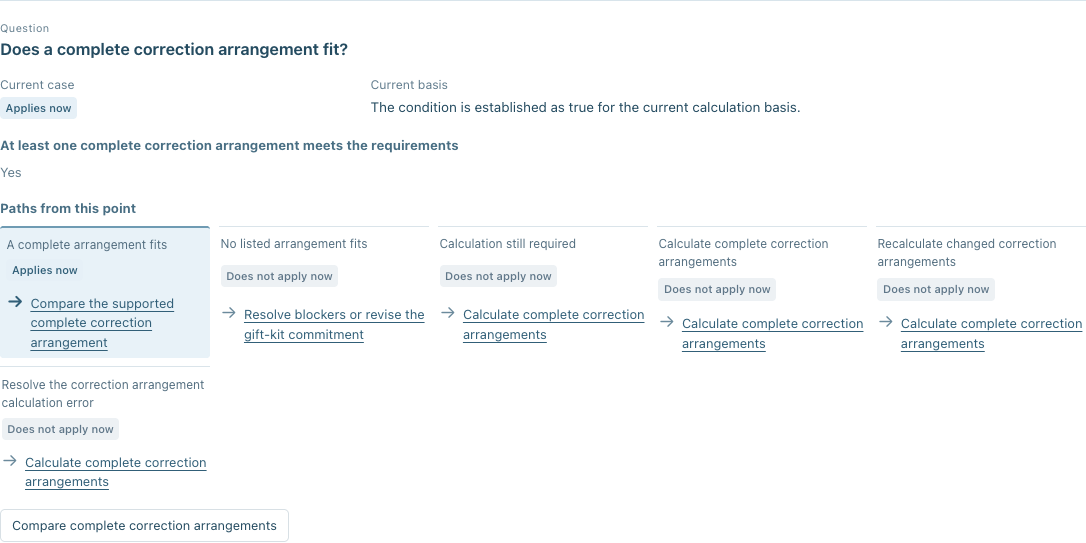 Question
Does a complete correction arrangement fit?
Current case
Applies now
Current basis
The condition is established as true for the current calculation basis.
At least one complete correction arrangement meets the requirements
Yes
Paths from this point
A complete arrangement fits
Applies now
Compare the supported
complete correction
arrangement
No listed arrangement fits
Does not apply now
Resolve blockers or revise the
gift-kit commitment
Calculation still required
Does not apply now
Calculate complete correction
arrangements
Calculate complete correction
arrangements
Does not apply now
Calculate complete correction
arrangements
Recalculate changed correction
arrangements
Does not apply now
Calculate complete correction
arrangements
Resolve the correction arrangement
calculation error
Does not apply now
Calculate complete correction
arrangements
Compare complete correction arrangements